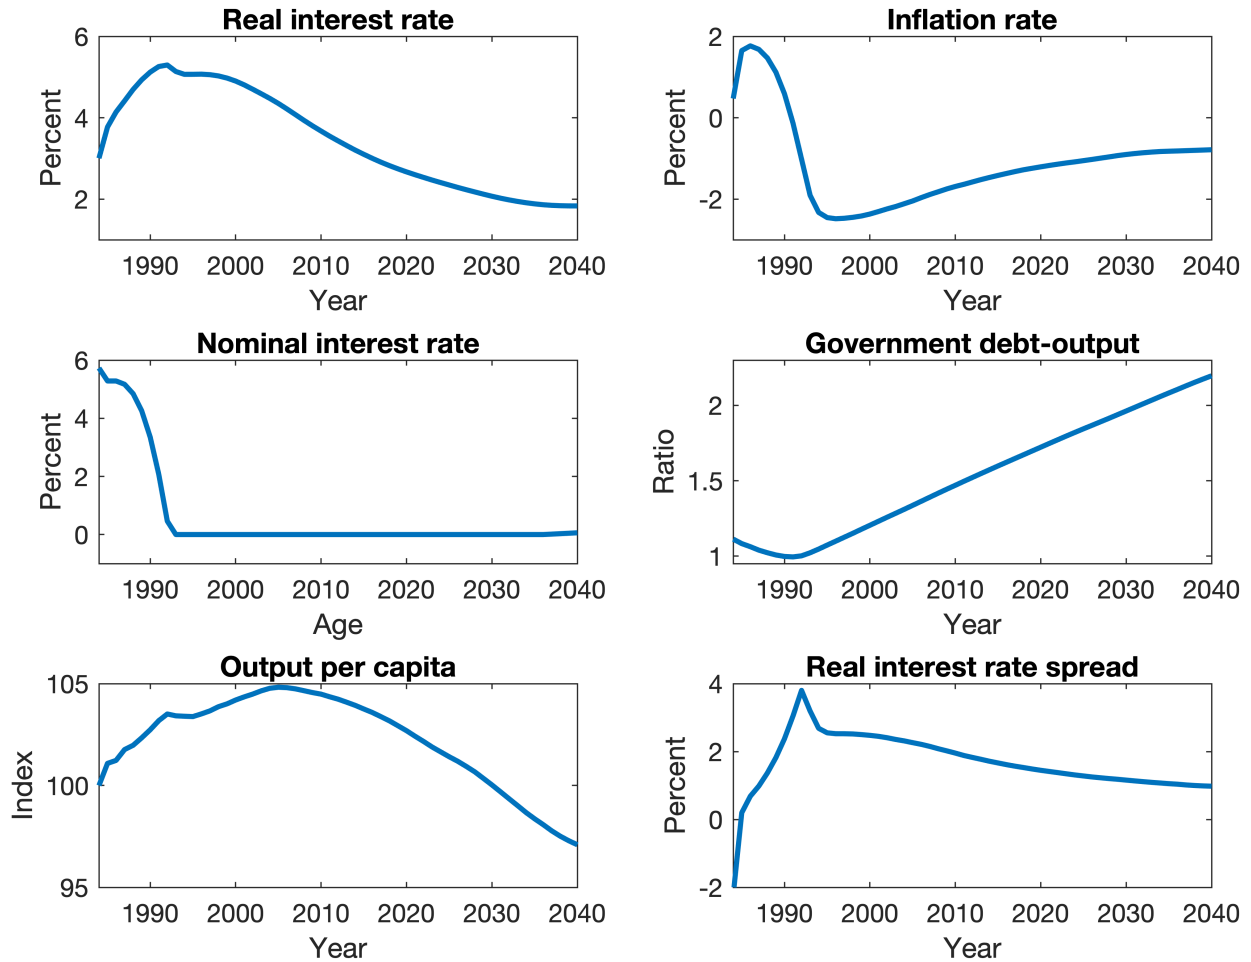 Real interest rate
Percent
6
4
2
1990 2000 2010 2020 2030 2040
Year
Inflation rate
Percent
2
0
-2
1990 2000 2010 2020 2030 2040
Year
Nominal interest rate
Percent
6
4
2
0
1990 2000 2010 2020 2030 2040
Age
Government debt-output
Ratio
2
1.5
1
1990 2000 2010 2020 2030 2040
Year
Output per capita
Index
105
100
95
1990 2000 2010 2020 2030 2040
Year
Real interest rate spread
Percent
4
2
0
-2
1990 2000 2010 2020 2030 2040
Year